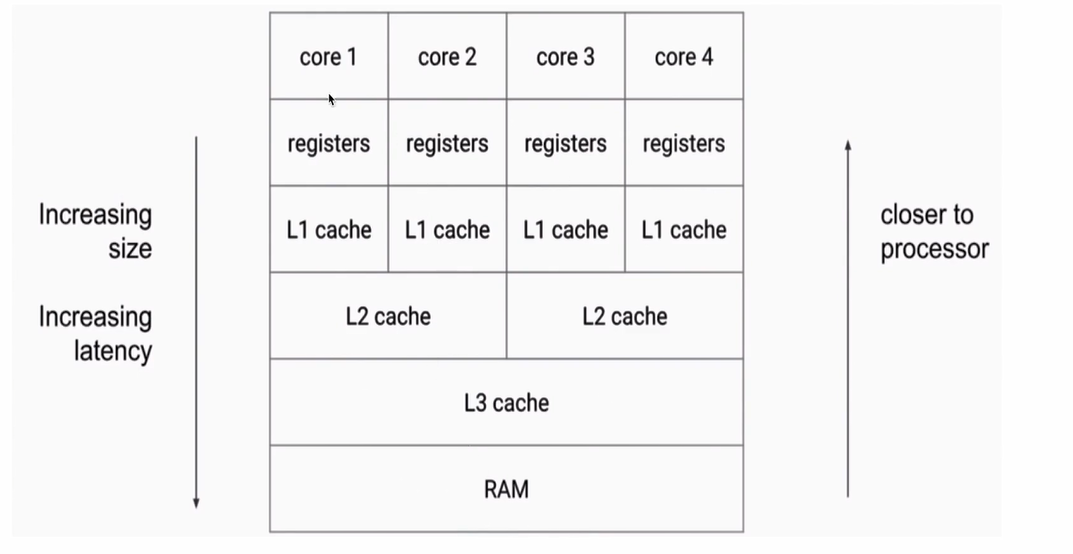 core 1 core 2 core 3 core 4
registers registers registers registers
L1 cache L1 cache L1 cache L1 cache
L2 cache L2 cache
L3 cache
RAM
Increasing
size
Increasing
latency
closer to
processor